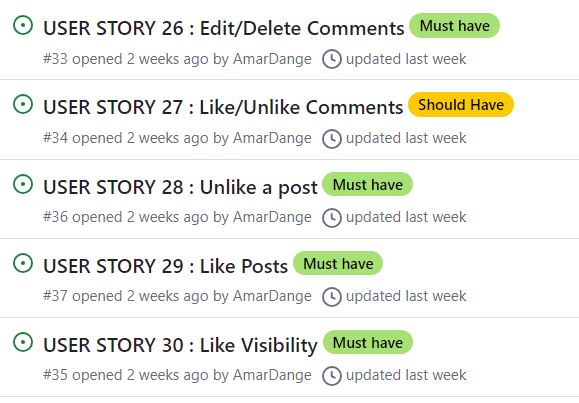 USER STORY 26 : Edit/Delete Comments Must have
#33 opened 2 weeks ago by AmarDange updated last week
USER STORY 27 : Like/Unlike Comments Should Have
#34 opened 2 weeks ago by AmarDange updated last week
USER STORY 28 : Unlike a post Must have
#36 opened 2 weeks ago by AmarDange updated last week
USER STORY 29 : Like Posts Must have
#37 opened 2 weeks ago by AmarDange updated last week
USER STORY 30 : Like Visibility Must have
#35 opened 2 weeks ago by AmarDange updated last week